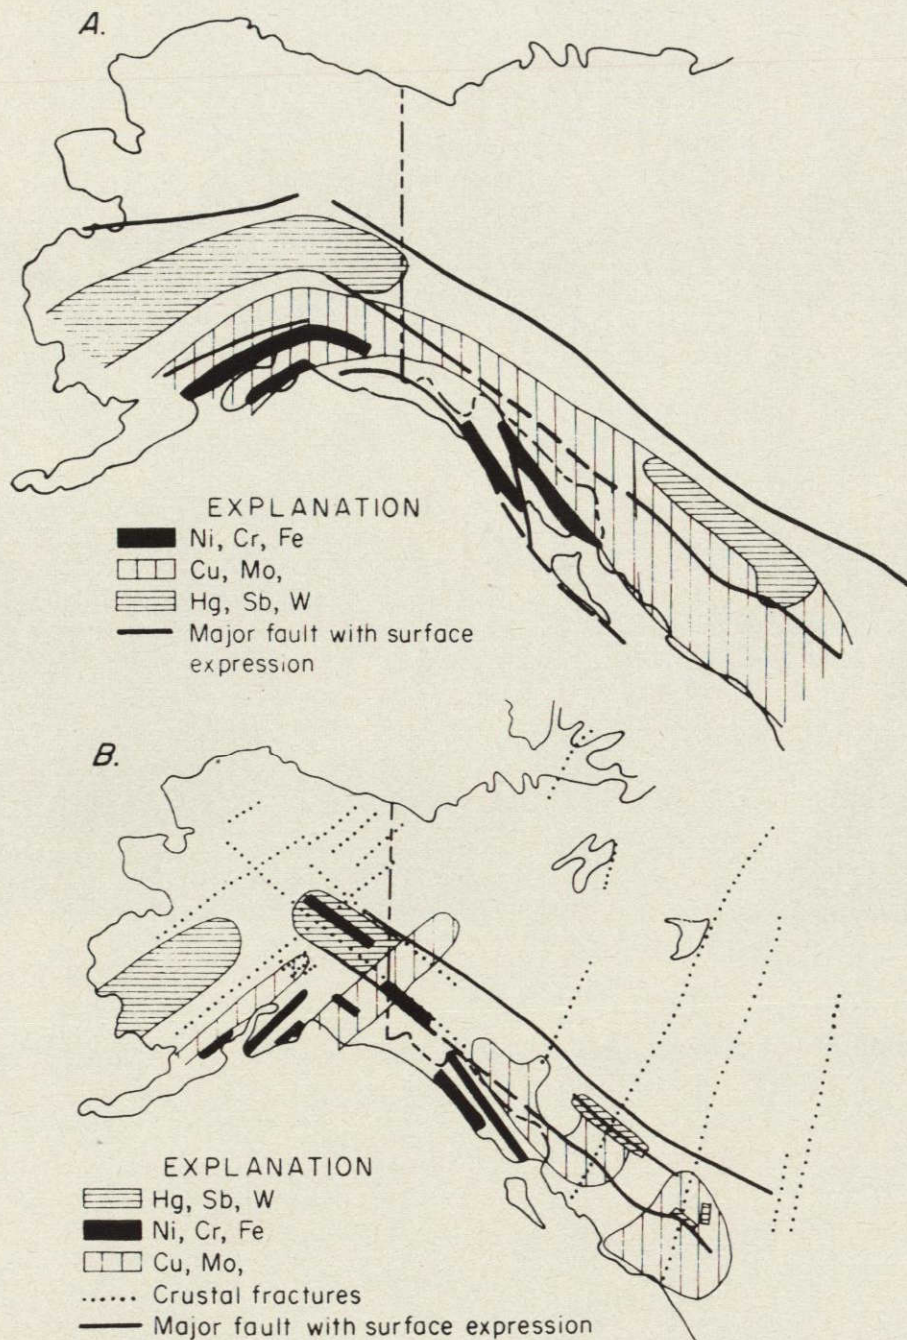 A.
EXPLANATION
Ni, Cr, Fe
Cu, Mo,
Hg, Sb, W
Major fault with surface
expression
B.
EXPLANATION
Hg, Sb, W
Ni, Cr, Fe
Cu, Mo,
Crustal fractures
Major fault with surface expression